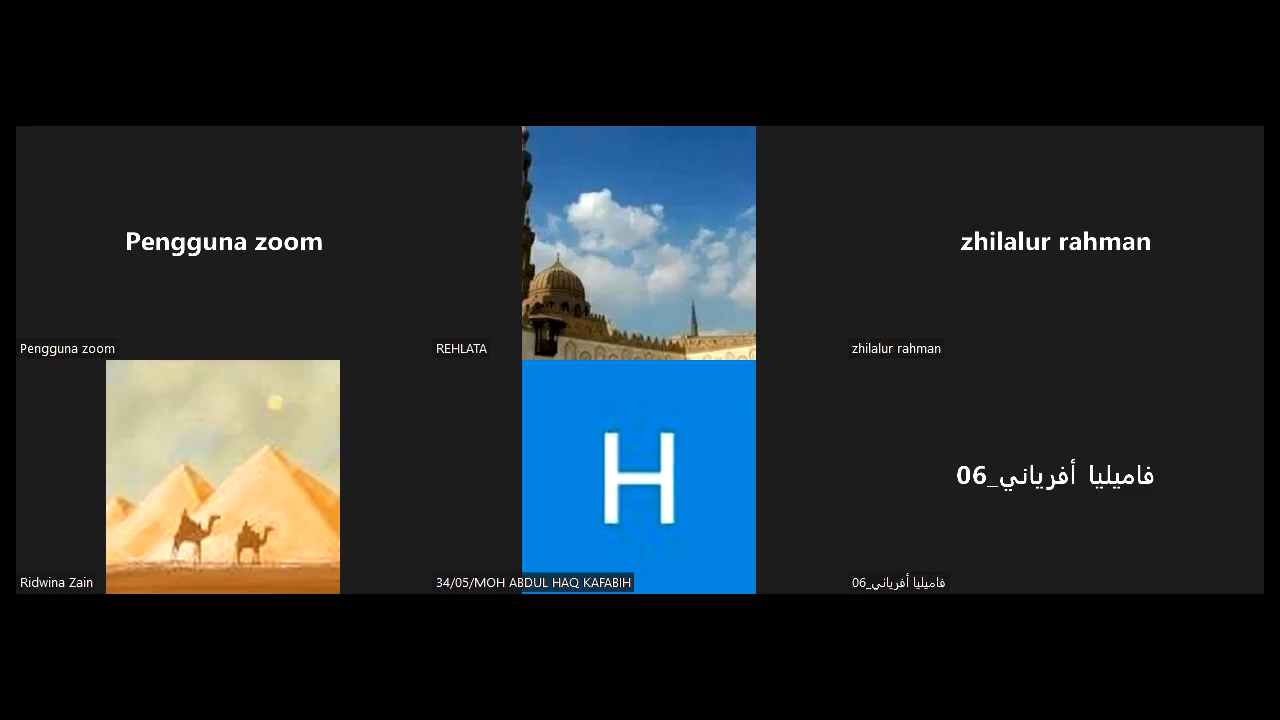 Pengguna zoom
zhilalur rahman
Pengguna zoom
REHLATA
zhilalur rahman
H
فاميليا أفرياني_06
Ridwina Zain
34/05/MOH ABDUL HAQ KAFABIH
فاميليا أفرياني_06